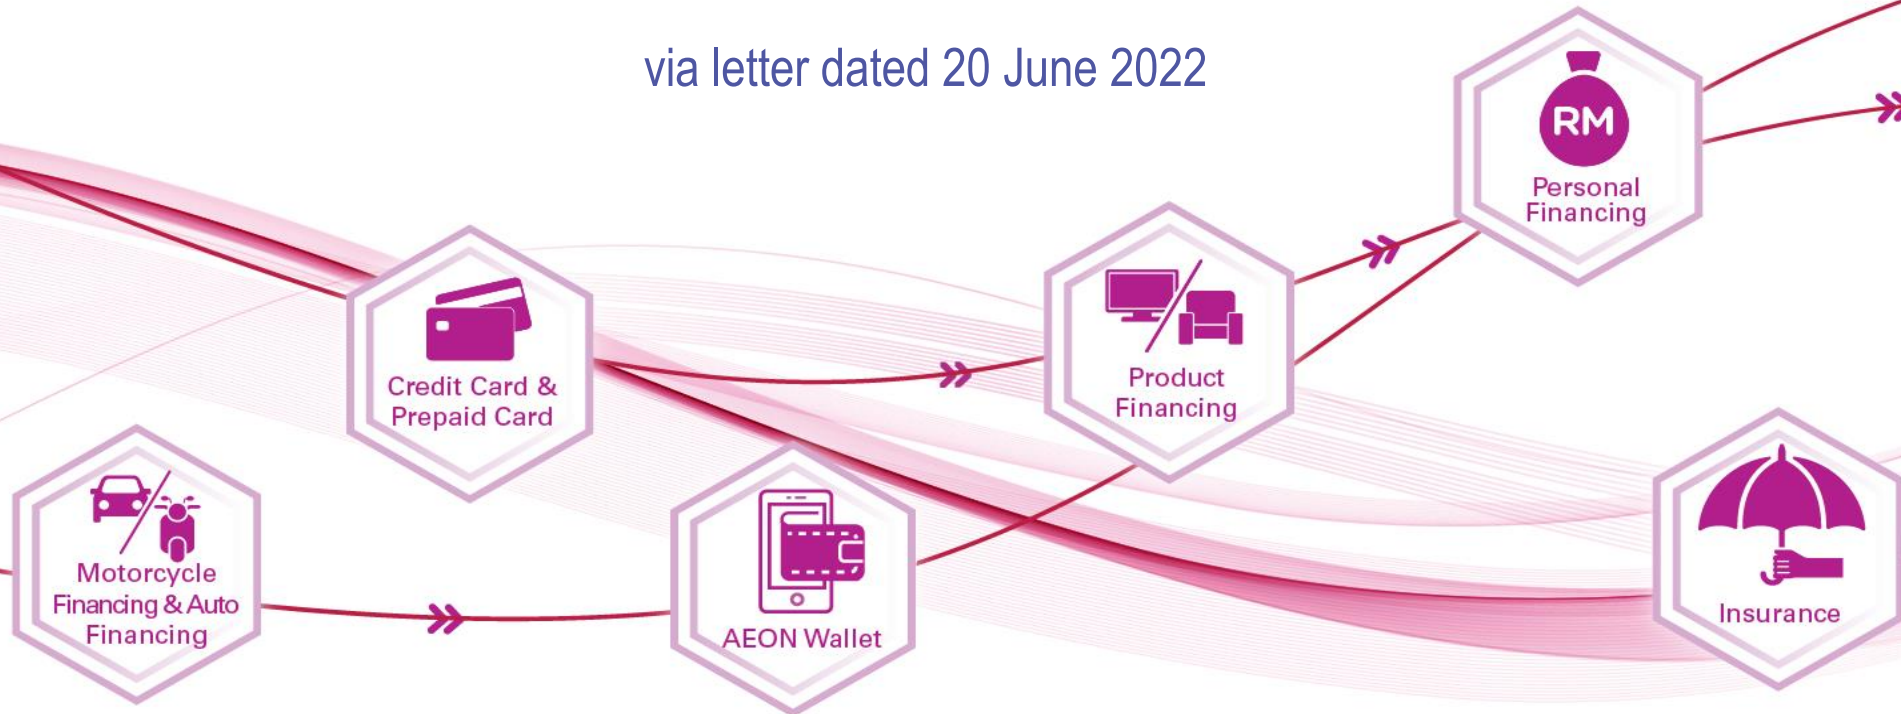 via letter dated 20 June 2022
RM
Personal
Financing
Credit Card &
Prepaid Card
Product
Financing
Motorcycle
Financing & Auto
Financing
AEON Wallet
Insurance